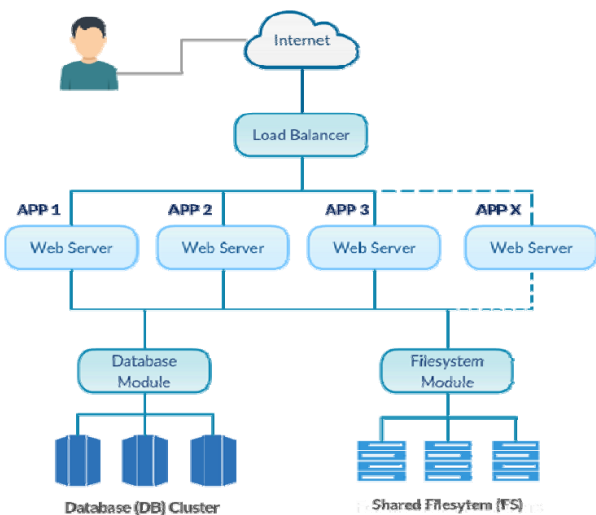 Internet
Load Balancer
APP 1
APP 2
APP 3
APP X
Web Server
Web Server
Web Server
Web Server
Database
Module
Filesystem
Module
Database (DB) Cluster
Shared Filesytem (FS)